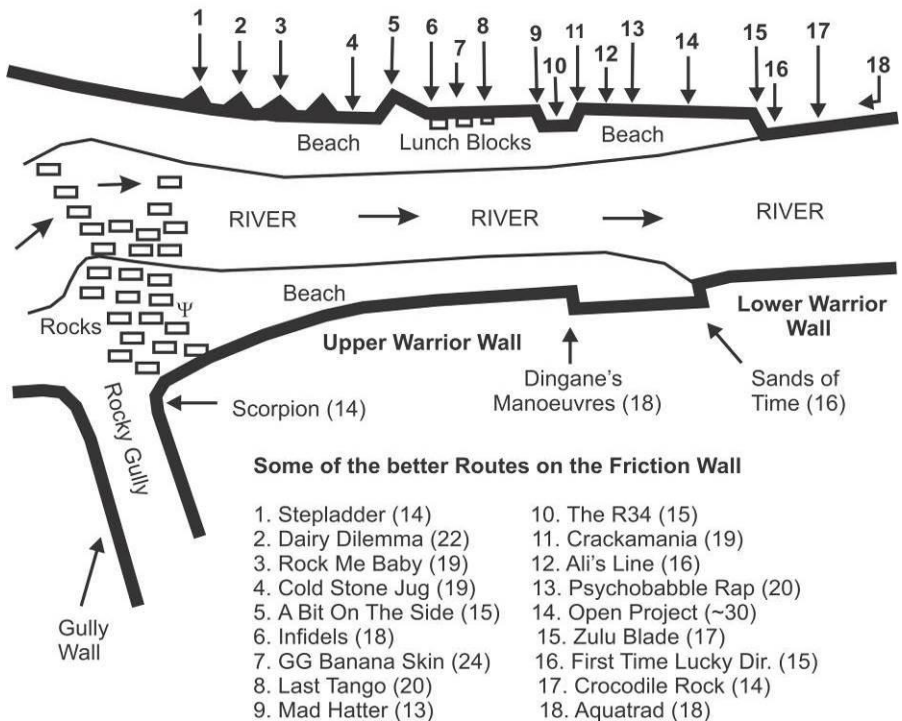 1 2 3 4 5 6 7 8 9 10 11 12 13 14 15 16 17 18
Beach
Lunch Blocks
Beach
RIVER
RIVER
RIVER
Beach
Rocks
Ψ
Upper Warrior Wall
Lower Warrior
Wall
Dingane's
Manoeuvres (18)
Sands of
Time (16)
Scorpion (14)
Rocky Gully
Gully
Wall
Some of the better Routes on the Friction Wall
1. Stepladder (14)
2. Dairy Dilemma (22)
3. Rock Me Baby (19)
4. Cold Stone Jug (19)
5. A Bit On The Side (15)
6. Infidels (18)
7. GG Banana Skin (24)
8. Last Tango (20)
9. Mad Hatter (13)
10. The R34 (15)
11. Crackamania (19)
12. Ali's Line (16)
13. Psychobabble Rap (20)
14. Open Project (~30)
15. Zulu Blade (17)
16. First Time Lucky Dir. (15)
17. Crocodile Rock (14)
18. Aquatrad (18)